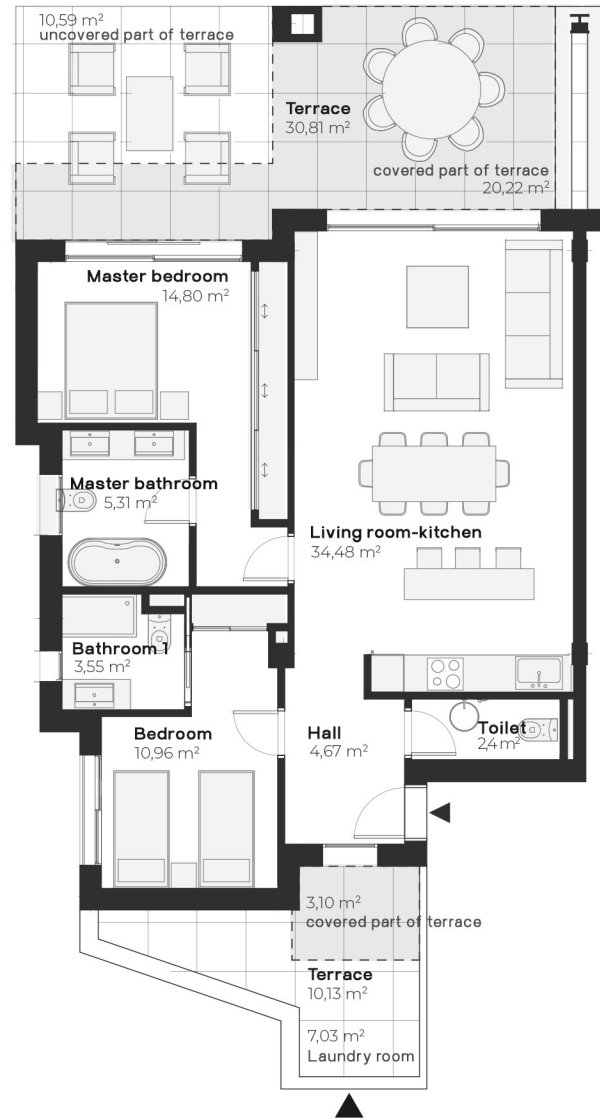 10,59 m²
uncovered part of terrace
Terrace
30,81 m²
covered part of terrace
20,22 m²
Master bedroom
14,80 m²
Master bathroom
5,31 m²
Living room-kitchen
34,48 m²
Bathroom 1
3,55 m²
Bedroom
10,96 m²
Hall
4,67 m²
Toilet
2,4 m²
3,10 m²
covered part of terrace
Terrace
10,13 m²
7,03 m²
Laundry room